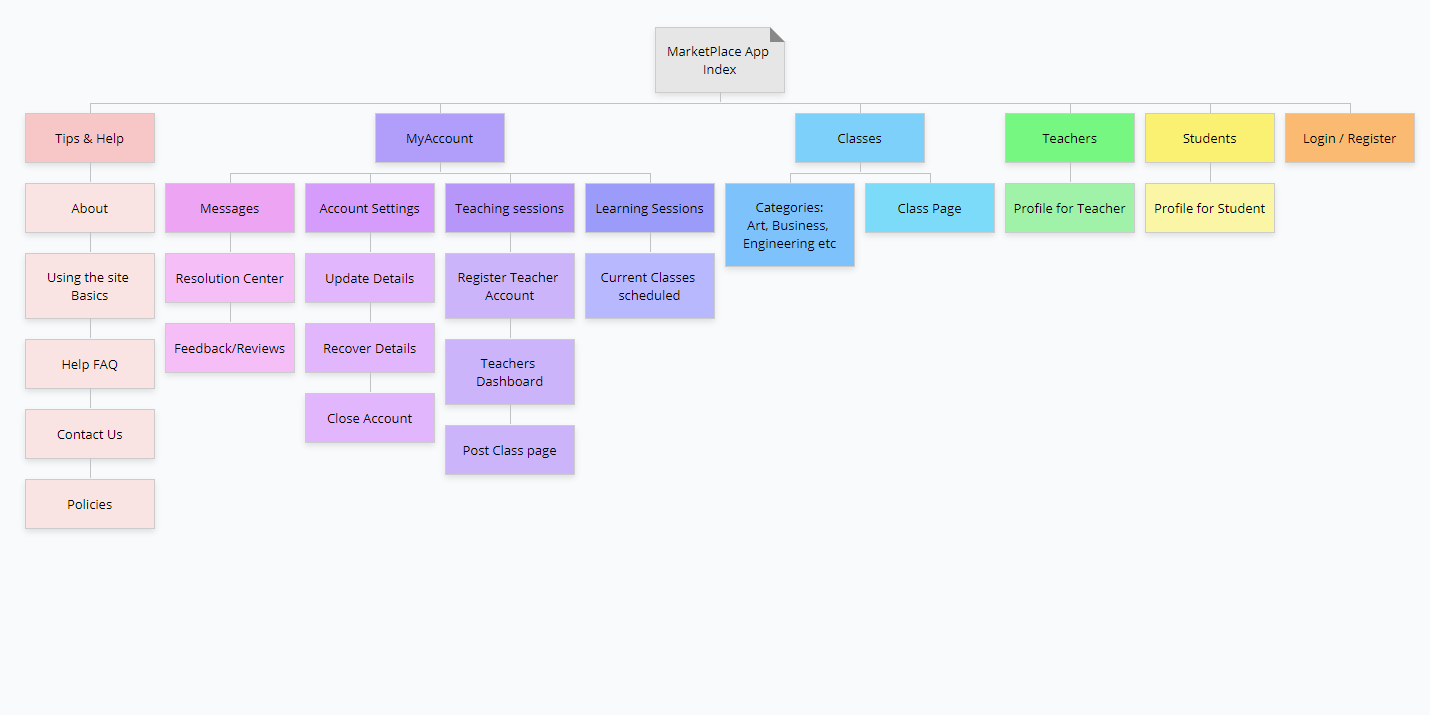 MarketPlace App
Index
Tips & Help
MyAccount
Classes
Teachers
Students
Login / Register
About
Messages
Account Settings
Teaching sessions
Learning Sessions
Categories:
Art, Business,
Engineering etc
Class Page
Profile for Teacher
Profile for Student
Using the site
Basics
Resolution Center
Update Details
Register Teacher
Account
Current Classes
scheduled
Help FAQ
Feedback/Reviews
Recover Details
Teachers
Dashboard
Contact Us
Close Account
Post Class page
Policies